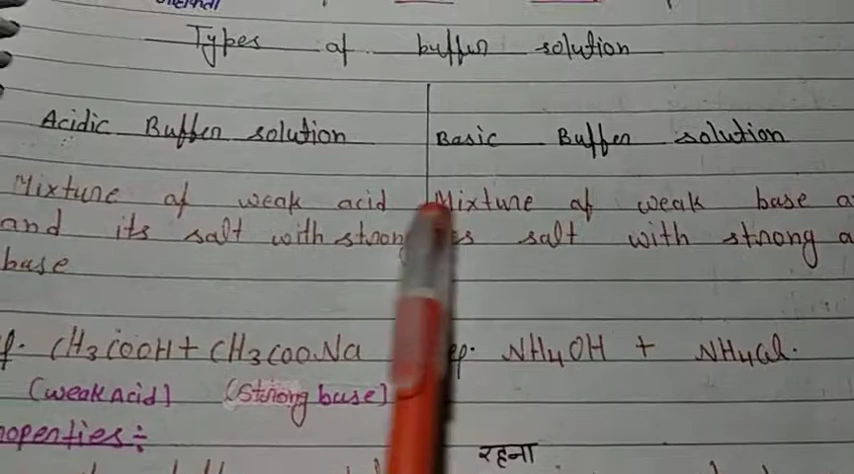 Types of buffer solution
Acidic Buffer solution
Mixture of weak acid
and its salt with strong
base
CH3COOH + CH3COONa
(weak Acid) (strong base)
Basic Buffer solution
Mixture of weak base
salt with strong
NH4OH + NH4Cl.
roperties÷
रहना